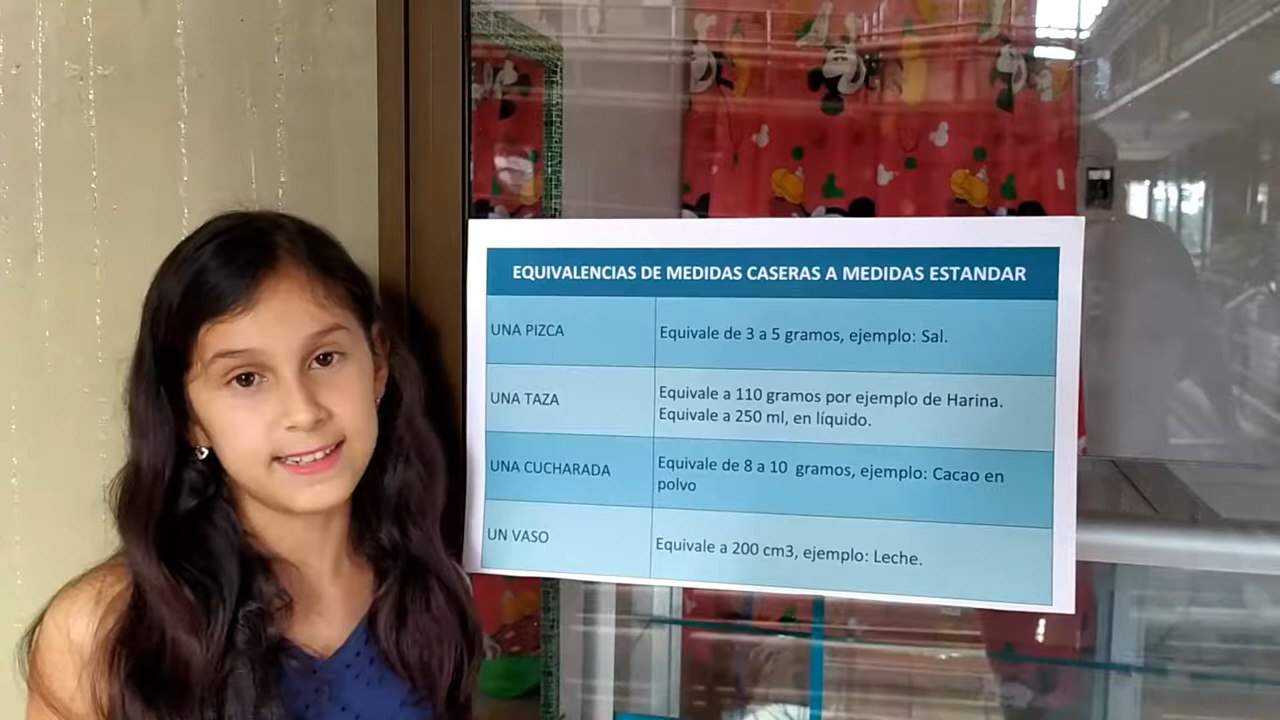 EQUIVALENCIAS DE MEDIDAS CASERAS A MEDIDAS ESTANDAR
UNA PIZCA
Equivale de 3 a 5 gramos, ejemplo: Sal.
UNA TAZA
Equivale a 110 gramos por ejemplo de Harina.
Equivale a 250 ml, en líquido.
UNA CUCHARADA
Equivale de 8 a 10 gramos, ejemplo: Cacao en
polvo
UN VASO
Equivale a 200 cm3, ejemplo: Leche.